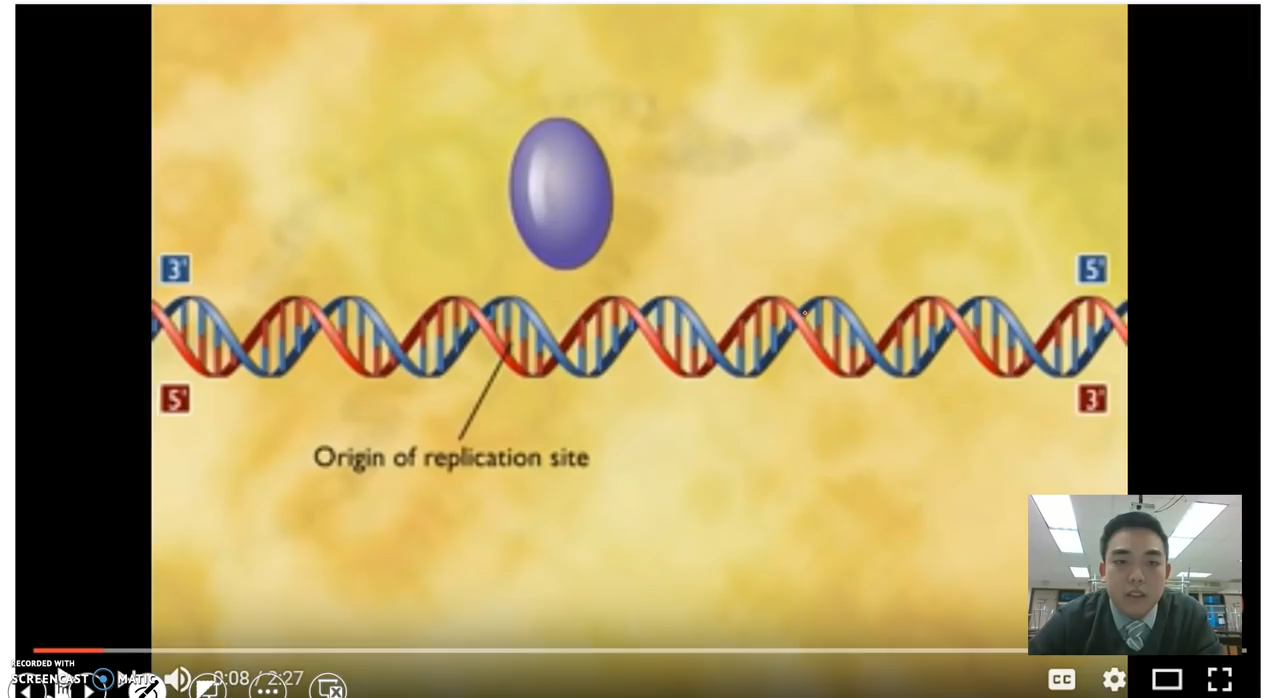 3'
5'
5'
3'
Origin of replication site
RECORDED WITH
SCREENCAST MATIC
0:08 / 2:27
CC